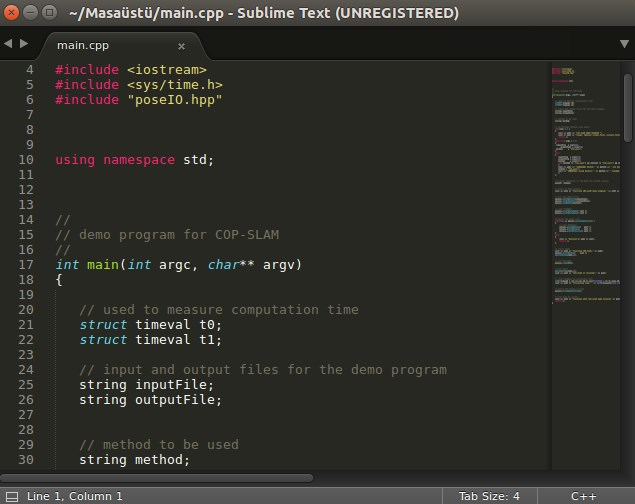 ~/Masaüstü/main.cpp - Sublime Text (UNREGISTERED)
main.cpp
4 #include <iostream>
5 #include <sys/time.h>
6 #include "poseIO.hpp"
7
8
9
10 using namespace std;
11
12
13
14 //
15 // demo program for COP-SLAM
16 //
17 int main(int argc, char** argv)
18 {
19
20 // used to measure computation time
21 struct timeval t0;
22 struct timeval t1;
23
24 // input and output files for the demo program
25 string inputFile;
26 string outputFile;
27
28
29 // method to be used
30 string method;
Line 1, Column 1 Tab Size: 4 C++